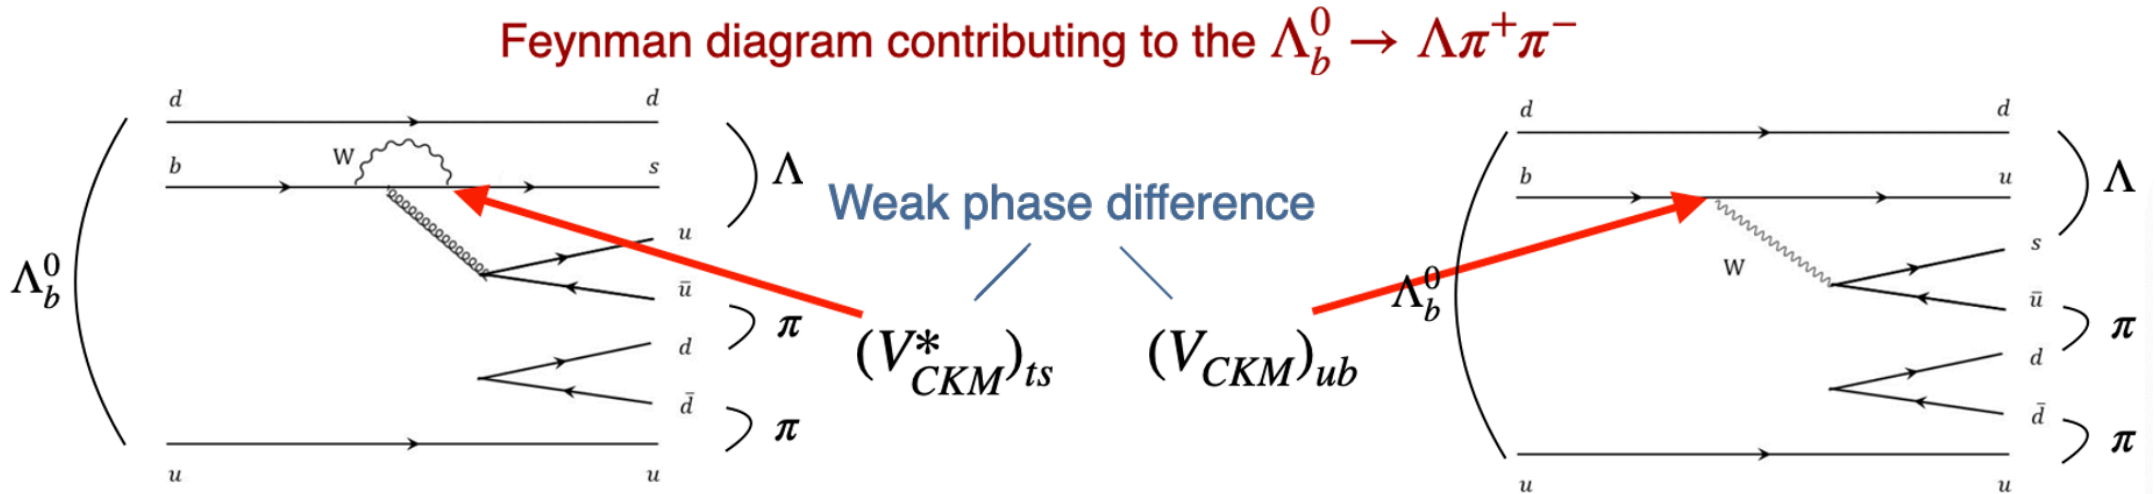 Feynman diagram contributing to the Λ_b^0 → Λπ⁺π⁻
d d
W
b s
Λ
u
ū
π
d
d̄
π
u u
Λ_b^0
Weak phase difference
(V*_CKM)_ts (V_CKM)_ub
d d
b u
Λ
s
W
ū
π
d
d̄
π
u u
Λ_b^0